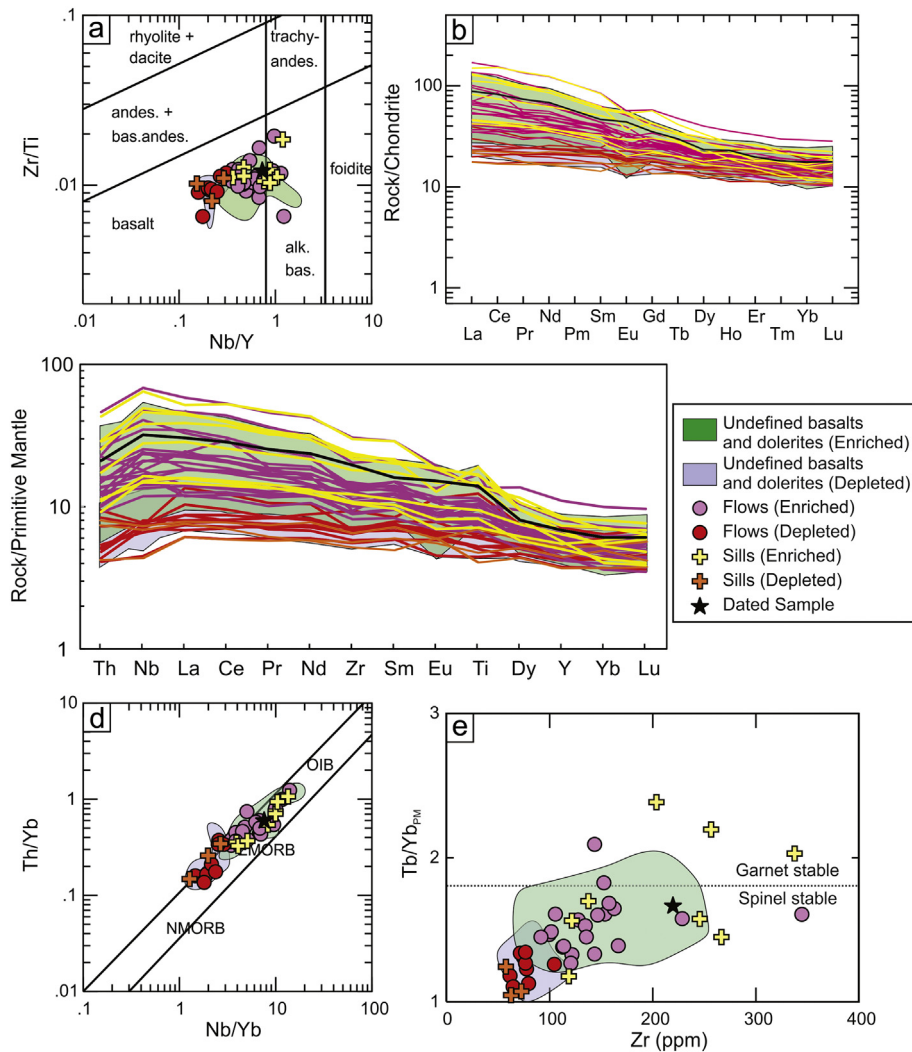 a
.1
.01
Zr/Ti
rhyolite +
dacite
trachy-
andes.
andes. +
bas.andes.
foidite
basalt
alk.
bas.
.01
.1
1
10
Nb/Y
b
100
10
1
Rock/Chondrite
Ce
Nd
Sm
Gd
Dy
Er
Yb
La
Pr
Pm
Eu
Tb
Ho
Tm
Lu
100
10
1
Rock/Primitive Mantle
Th
Nb
La
Ce
Pr
Nd
Zr
Sm
Eu
Ti
Dy
Y
Yb
Lu
Undefined basalts
and dolerites (Enriched)
Undefined basalts
and dolerites (Depleted)
Flows (Enriched)
Flows (Depleted)
Sills (Enriched)
Sills (Depleted)
Dated Sample
d
10
1
.1
.01
Th/Yb
OIB
EMORB
NMORB
.1
1
10
100
Nb/Yb
e
3
2
1
Tb/YbPM
Garnet stable
Spinel stable
0
100
200
300
400
Zr (ppm)